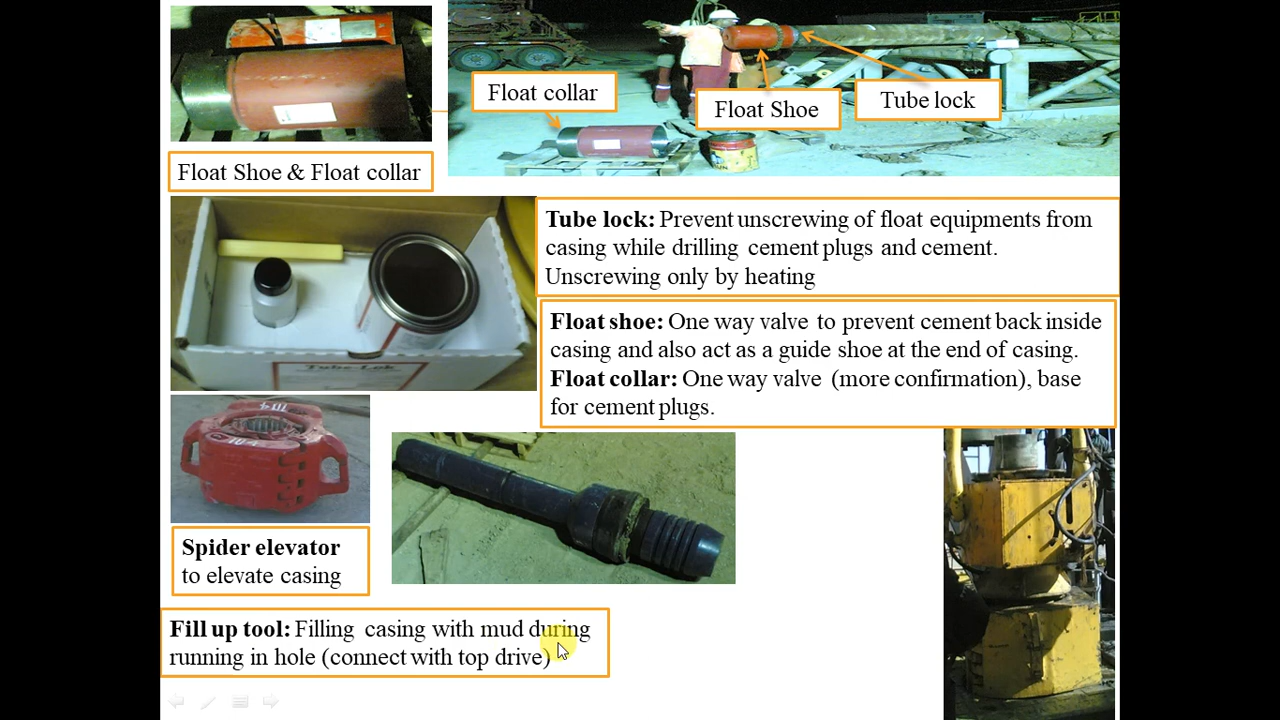 Float collar
Float Shoe
Tube lock
Float Shoe & Float collar
Tube lock: Prevent unscrewing of float equipments from
casing while drilling cement plugs and cement.
Unscrewing only by heating
Float shoe: One way valve to prevent cement back inside
casing and also act as a guide shoe at the end of casing.
Float collar: One way valve (more confirmation), base
for cement plugs.
Tube Lok
Spider elevator
to elevate casing
Fill up tool: Filling casing with mud during
running in hole (connect with top drive)